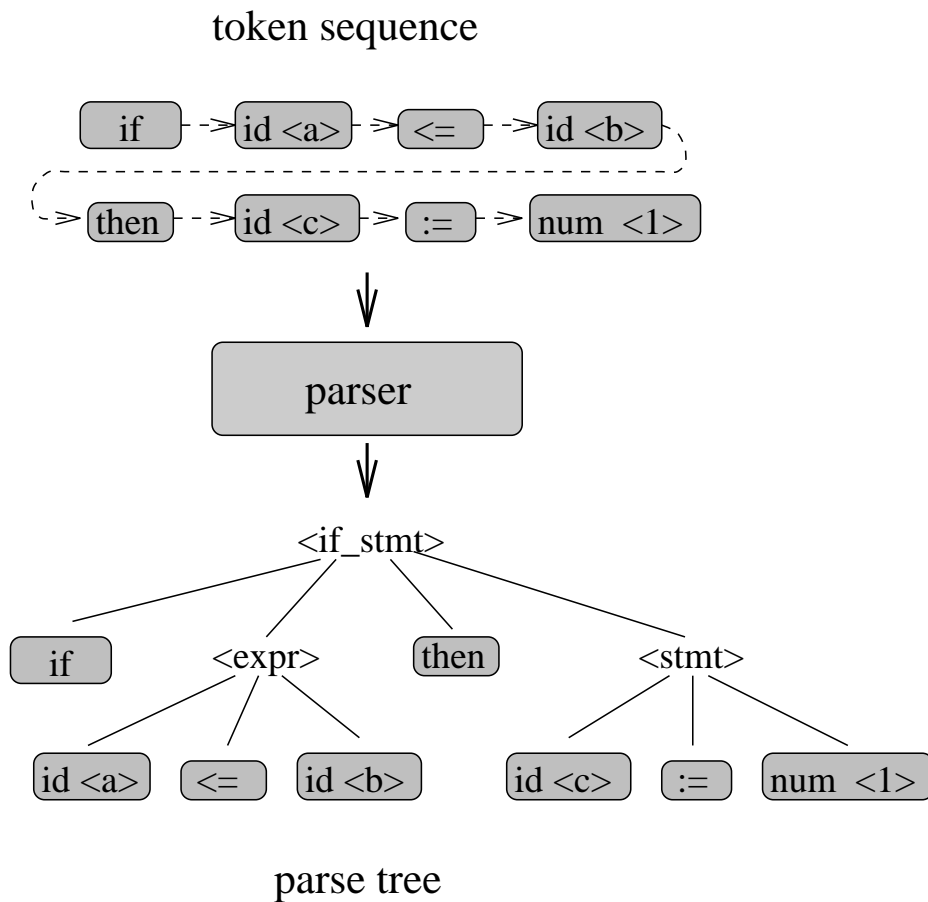 token sequence
if id <a> <= id <b>
then id <c> := num <1>
parser
<if_stmt>
if <expr> then <stmt>
id <a> <= id <b> id <c> := num <1>
parse tree